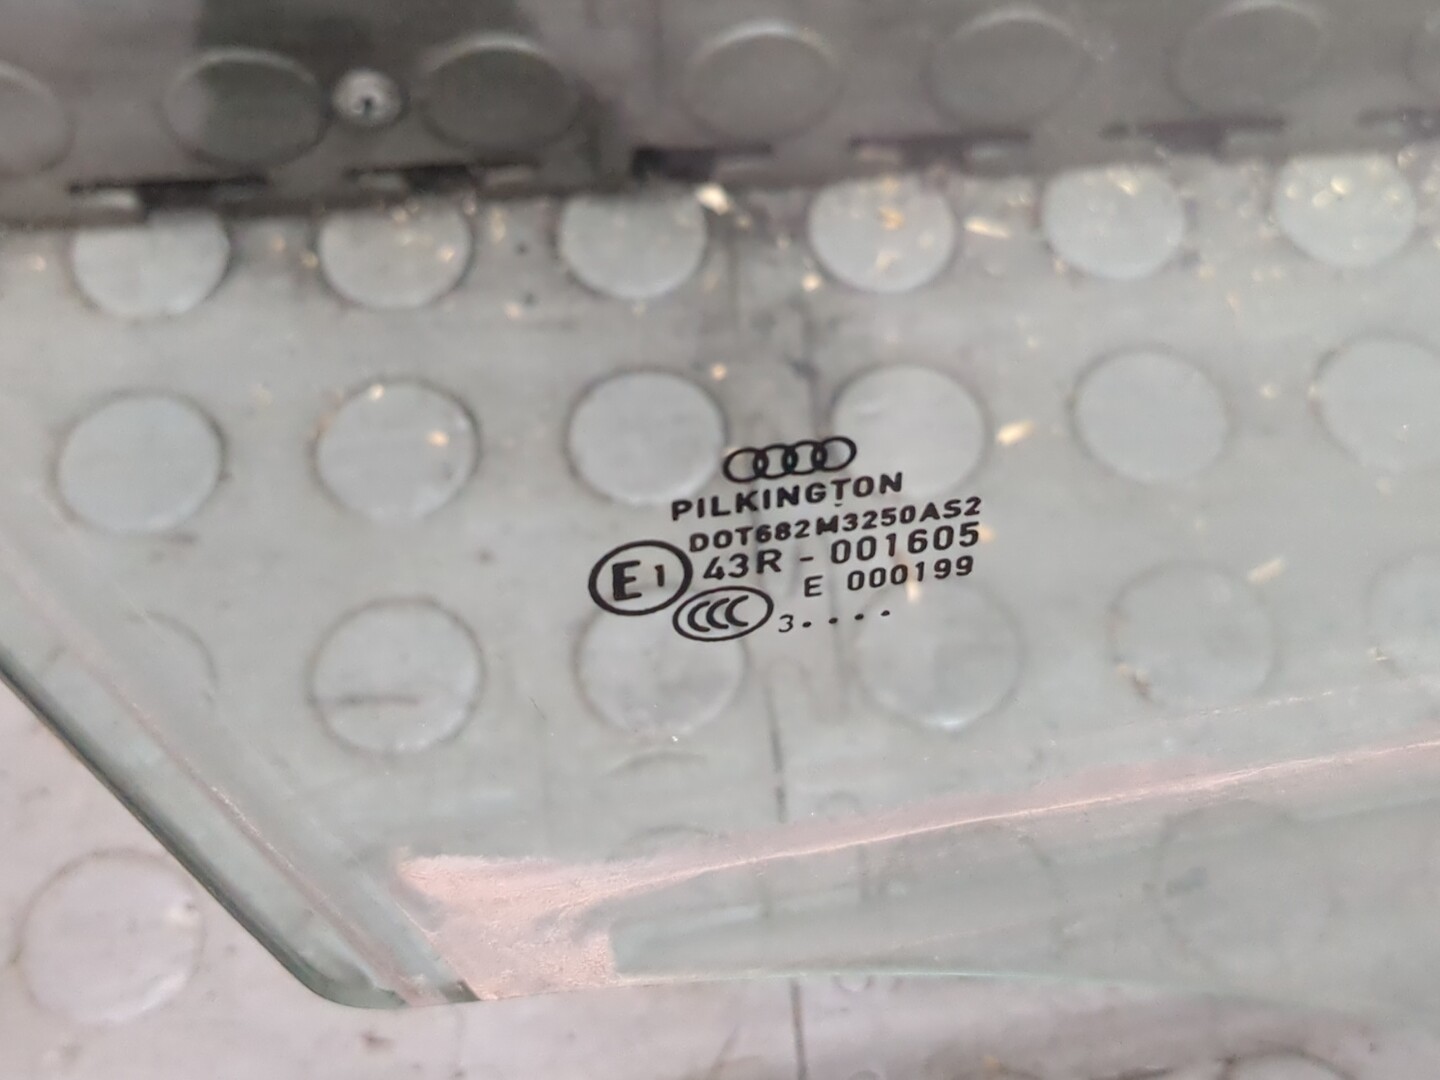 PILKINGTON
DOT682M3250AS2
E1 43R - 001605
E 000199
CCC 3....